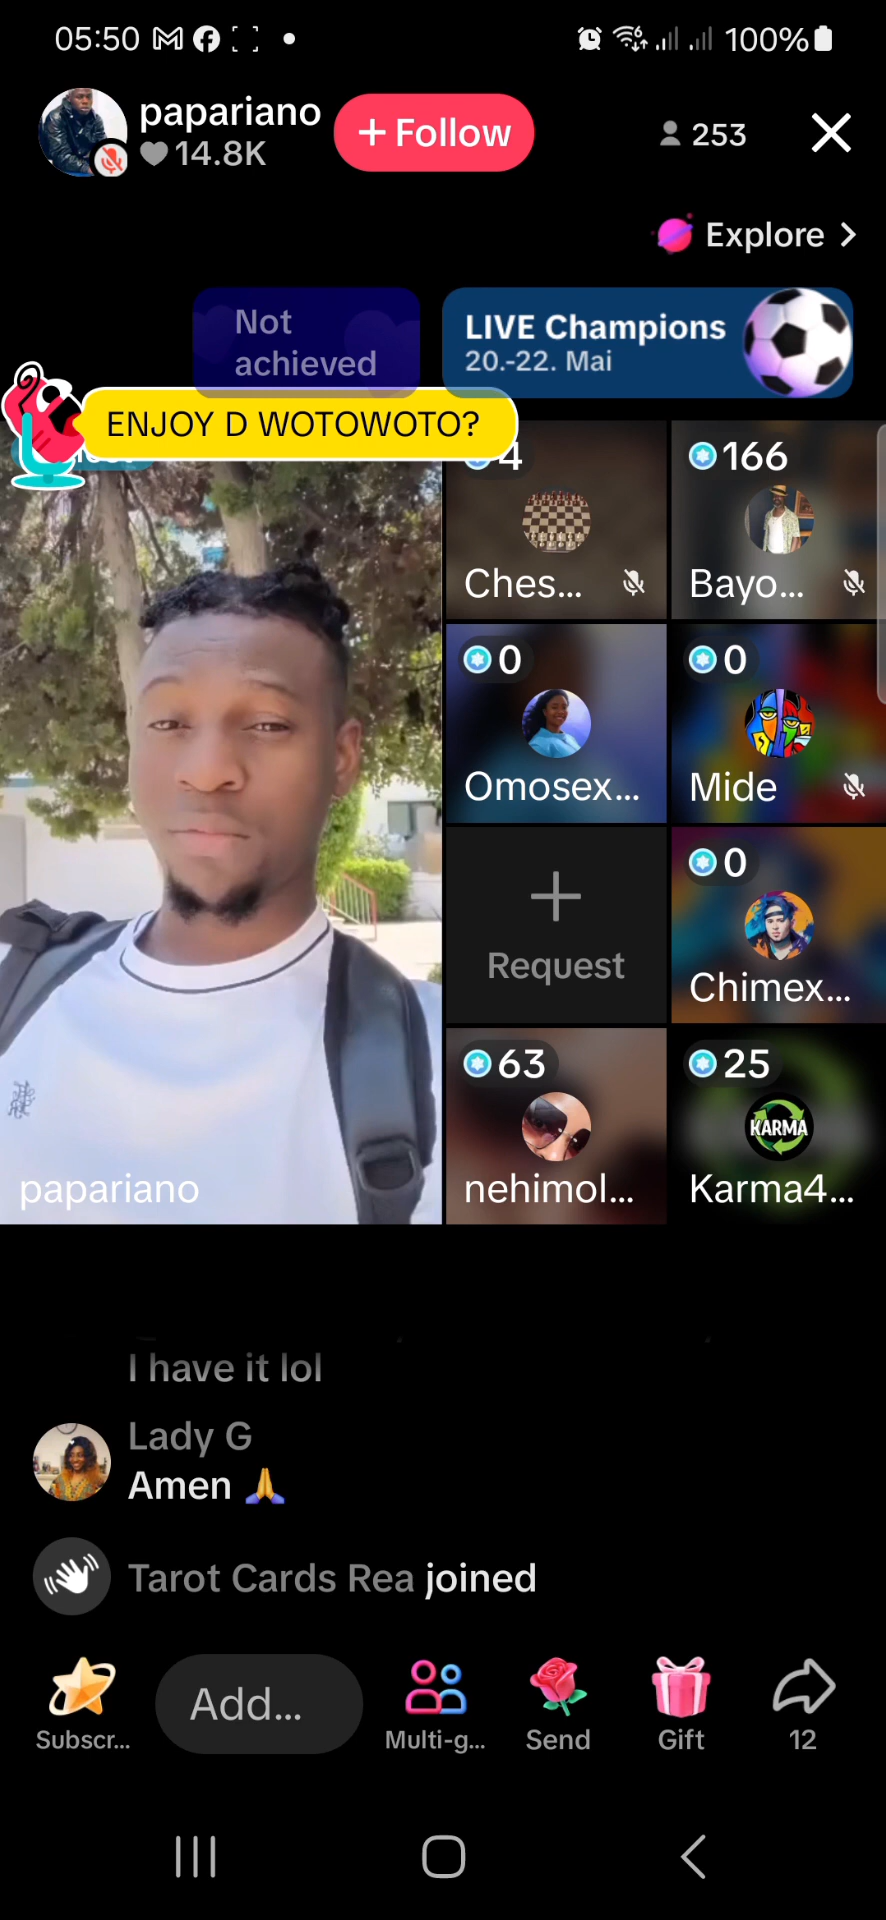 05:50
100%
papariano
14.8K
+ Follow
253
Explore
Not
achieved
LIVE Champions
20.-22. Mai
ENJOY D WOTOWOTO?
4
166
Ches...
Bayo...
0
0
Omosex...
Mide
0
Request
Chimex...
63
25
KARMA
papariano
nehimol...
Karma4...
I have it lol
Lady G
Amen 🙏
Tarot Cards Rea joined
Add...
Subscr...
Multi-g...
Send
Gift
12